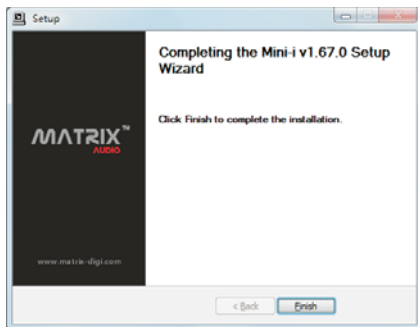 Setup
Completing the Mini-i v1.67.0 Setup
Wizard
Click Finish to complete the installation.
MATRIX™
AUDIO
www.matrix-digi.com
< Back
Finish